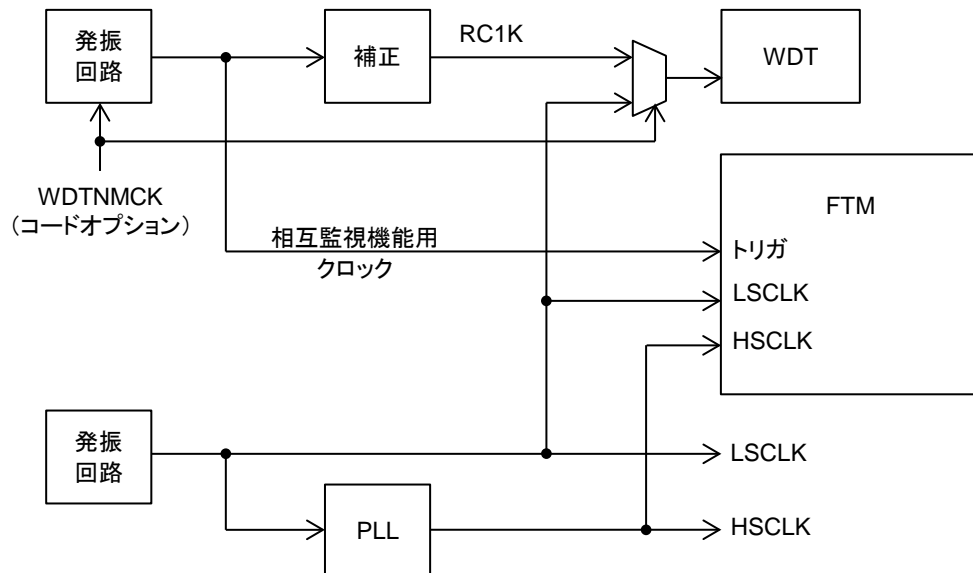 発振
回路
補正
RC1K
WDT
WDTNMCK
（コードオプション）
FTM
相互監視機能用
クロック
トリガ
LSCLK
HSCLK
発振
回路
LSCLK
PLL
HSCLK